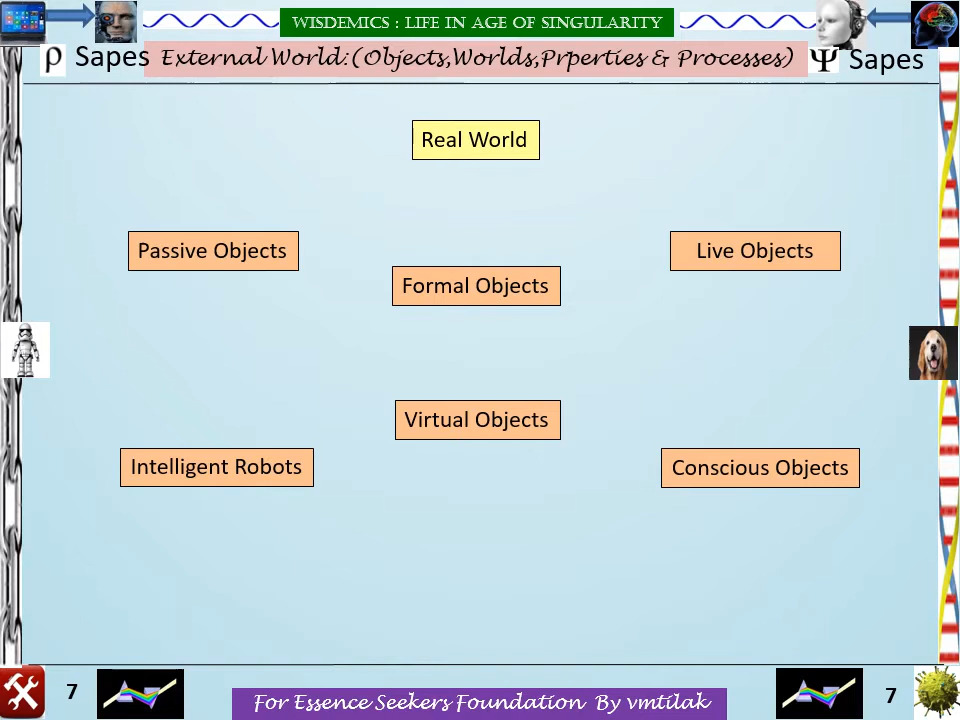 WISDEMICS : LIFE IN AGE OF SINGULARITY
ρ Sapes External World:(Objects,Worlds,Prperties & Processes) Ψ Sapes
Real World
Passive Objects
Live Objects
Formal Objects
Virtual Objects
Intelligent Robots
Conscious Objects
7
For Essence Seekers Foundation By vmtilak
7